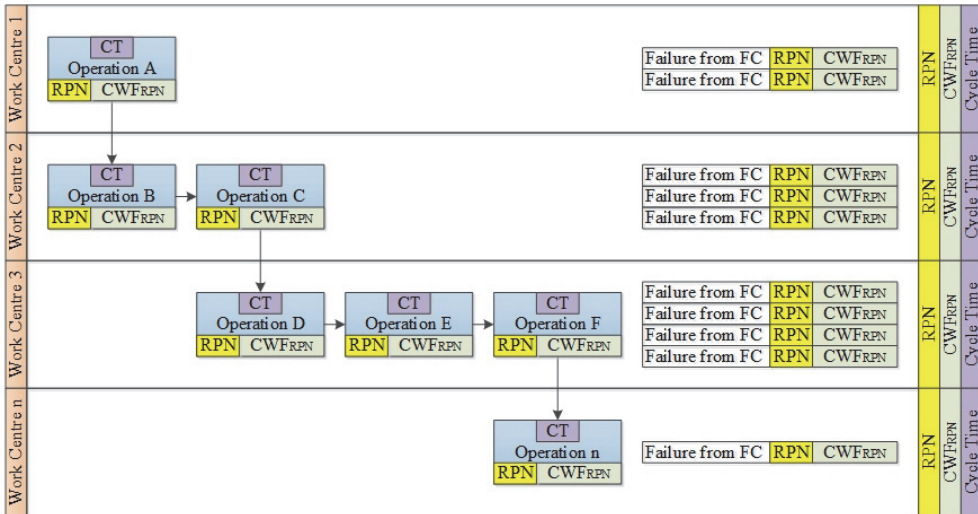 Work Centre 1
CT
Operation A
RPN CWFRPN
Failure from FC RPN CWFRPN
Failure from FC RPN CWFRPN
RPN
CWFRPN
Cycle Time
Work Centre 2
CT
Operation B
RPN CWFRPN
CT
Operation C
RPN CWFRPN
Failure from FC RPN CWFRPN
Failure from FC RPN CWFRPN
Failure from FC RPN CWFRPN
RPN
CWFRPN
Cycle Time
Work Centre 3
CT
Operation D
RPN CWFRPN
CT
Operation E
RPN CWFRPN
CT
Operation F
RPN CWFRPN
Failure from FC RPN CWFRPN
Failure from FC RPN CWFRPN
Failure from FC RPN CWFRPN
Failure from FC RPN CWFRPN
RPN
CWFRPN
Cycle Time
Work Centre n
CT
Operation n
RPN CWFRPN
Failure from FC RPN CWFRPN
RPN
CWFRPN
Cycle Time